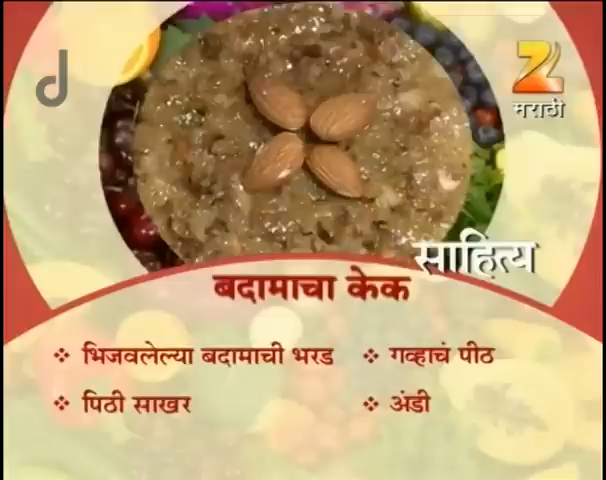 Z
मराठी
साहित्य
बदामाचा केक
❖ भिजवलेल्या बदामाची भरड
❖ गव्हाचं पीठ
❖ पिठी साखर
❖ अंडी